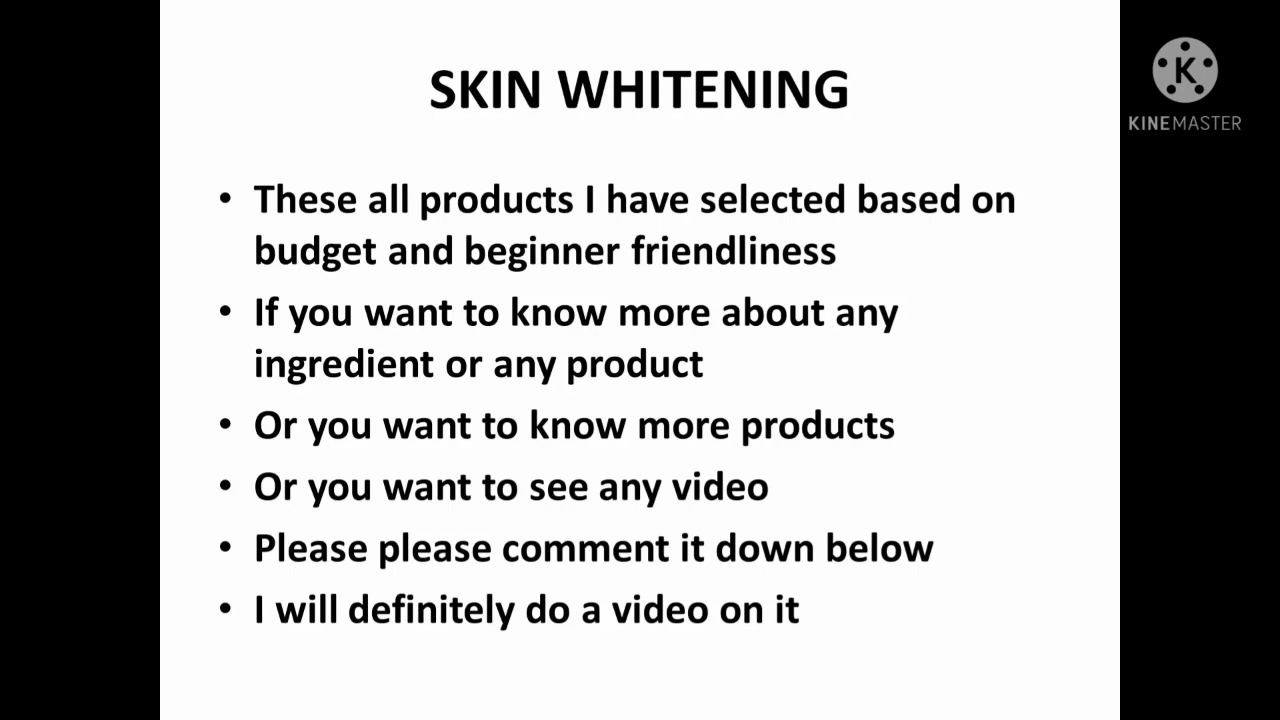 SKIN WHITENING
K
KINEMASTER
• These all products I have selected based on
budget and beginner friendliness
• If you want to know more about any
ingredient or any product
• Or you want to know more products
• Or you want to see any video
• Please please comment it down below
• I will definitely do a video on it